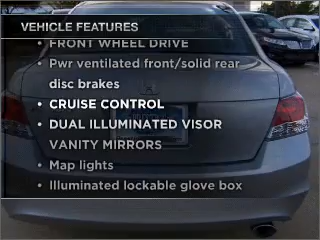 VEHICLE FEATURES
• FRONT WHEEL DRIVE
• Pwr ventilated front/solid rear
disc brakes
• CRUISE CONTROL
• DUAL ILLUMINATED VISOR
VANITY MIRRORS
• Map lights
• Illuminated lockable glove box